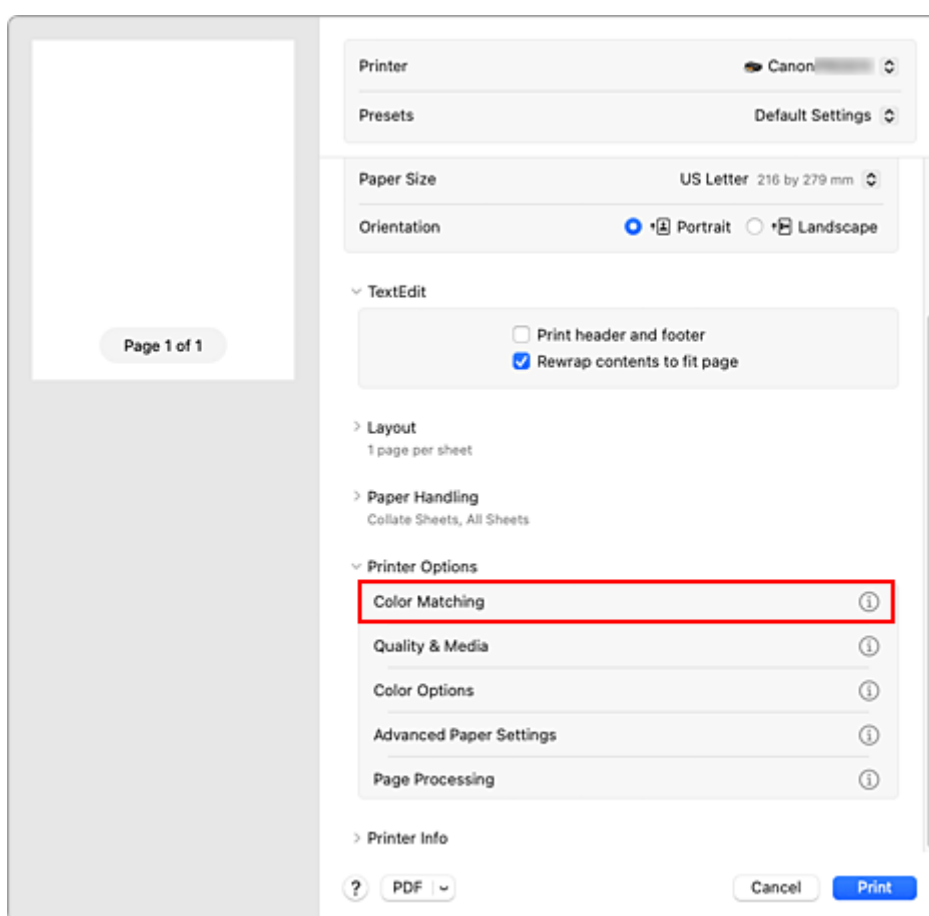 Printer
Canon
Presets
Default Settings
Paper Size
US Letter 216 by 279 mm
Orientation
Portrait
Landscape
Page 1 of 1
TextEdit
Print header and footer
Rewrap contents to fit page
Layout
1 page per sheet
Paper Handling
Collate Sheets, All Sheets
Printer Options
Color Matching
Quality & Media
Color Options
Advanced Paper Settings
Page Processing
Printer Info
?
PDF
Cancel
Print